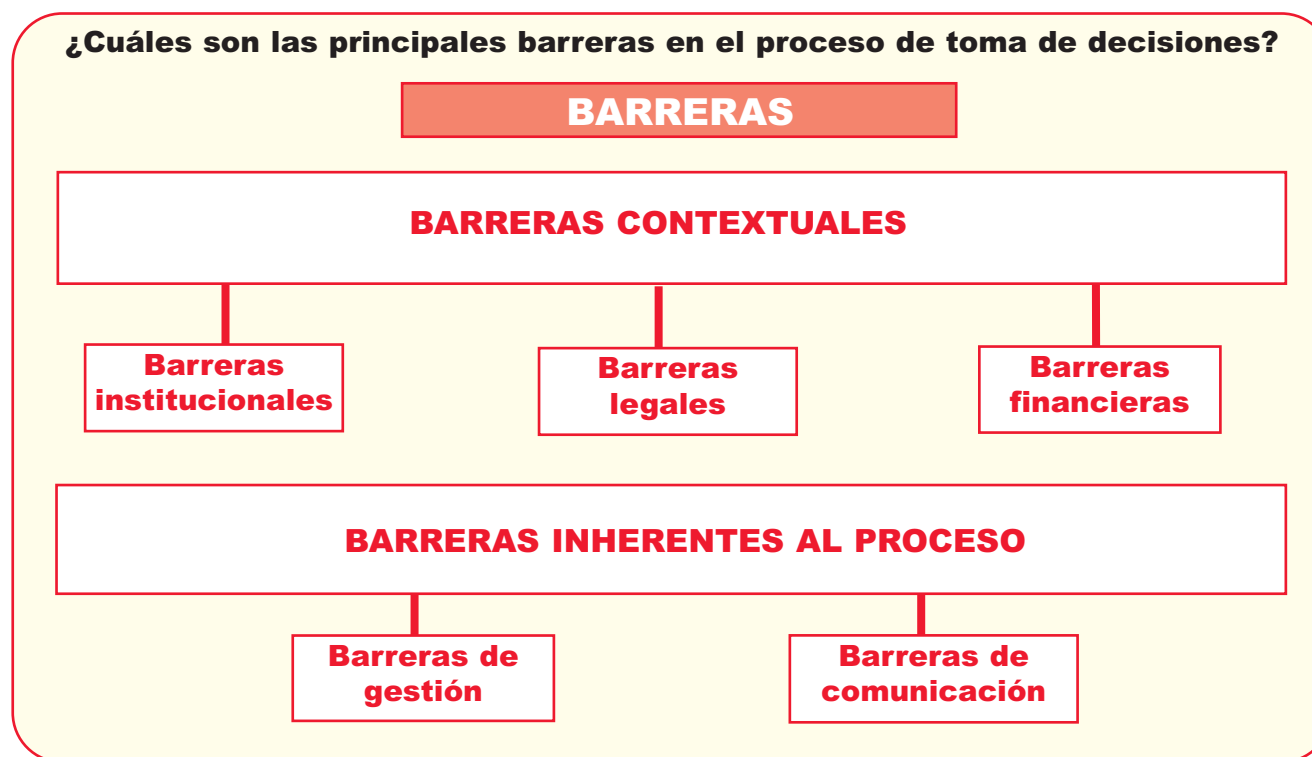 ¿Cuáles son las principales barreras en el proceso de toma de decisiones?
BARRERAS
BARRERAS CONTEXTUALES
Barreras
institucionales
Barreras
legales
Barreras
financieras
BARRERAS INHERENTES AL PROCESO
Barreras de
gestión
Barreras de
comunicación